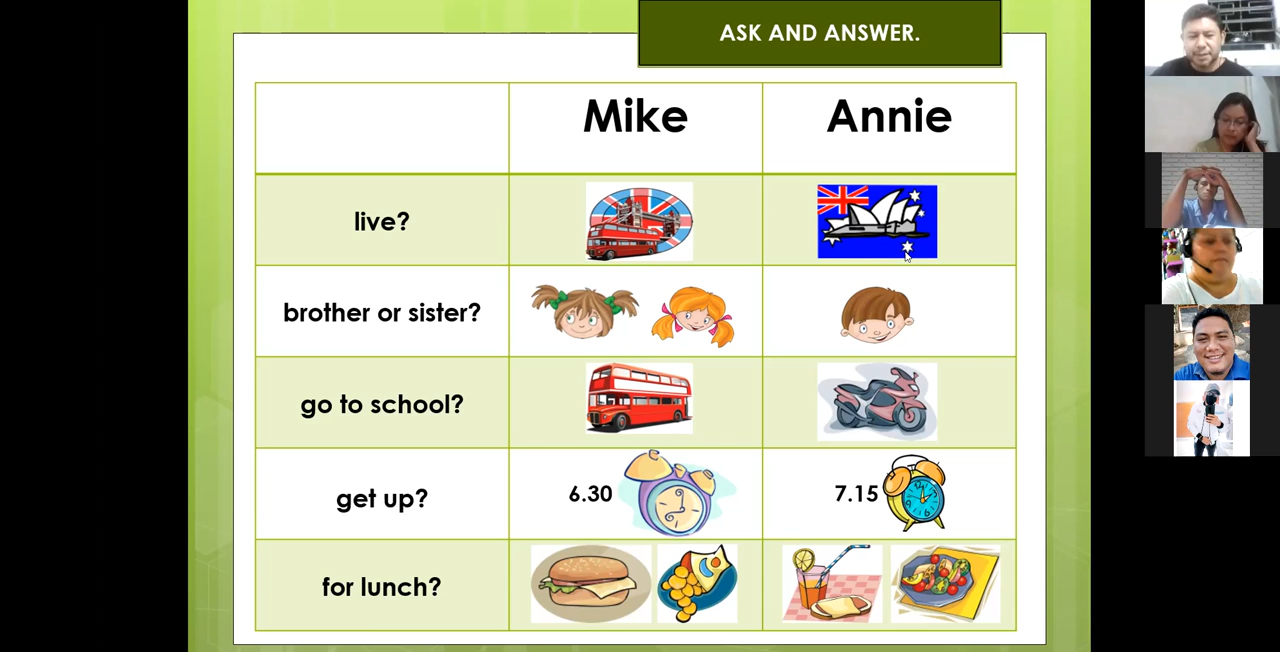 ASK AND ANSWER.
Mike Annie
live?
brother or sister?
go to school?
get up? 6.30 7.15
for lunch?